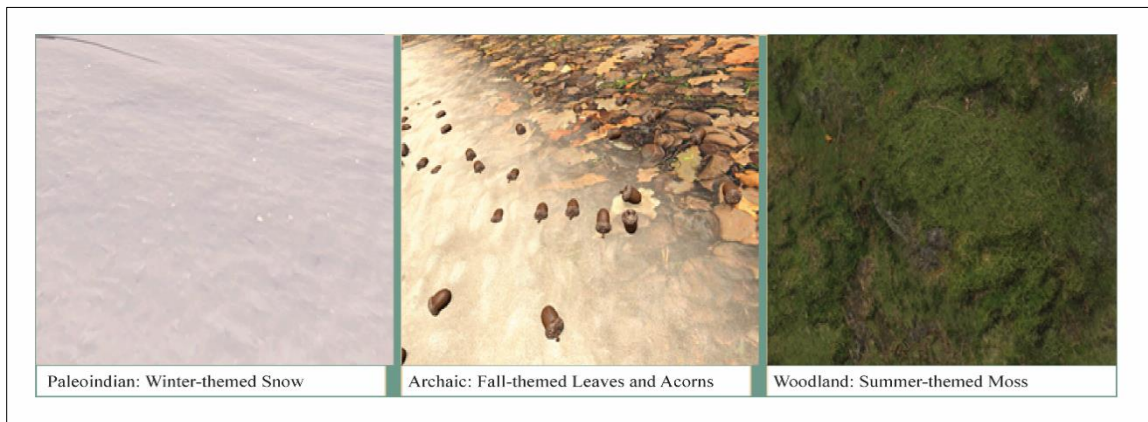 Paleoindian: Winter-themed Snow
Archaic: Fall-themed Leaves and Acorns
Woodland: Summer-themed Moss